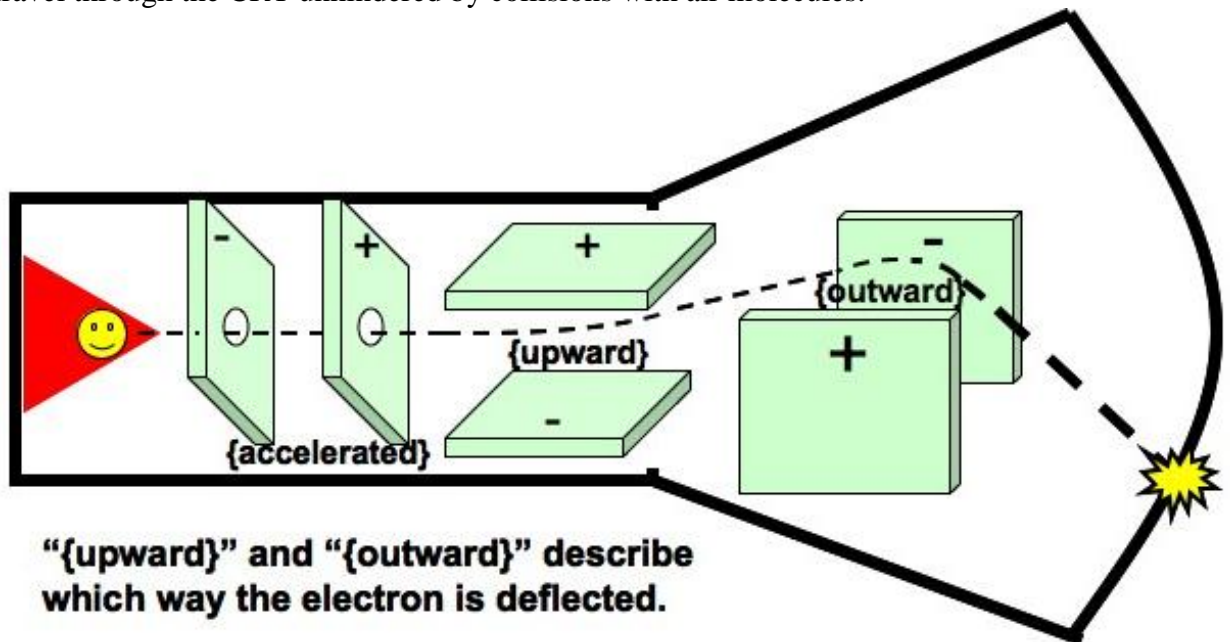 travel through the CRT unhindered by collisions with air molecules.
-
+
+
-
{outward}
{upward}
+
-
{accelerated}
“{upward}” and “{outward}” describe
which way the electron is deflected.